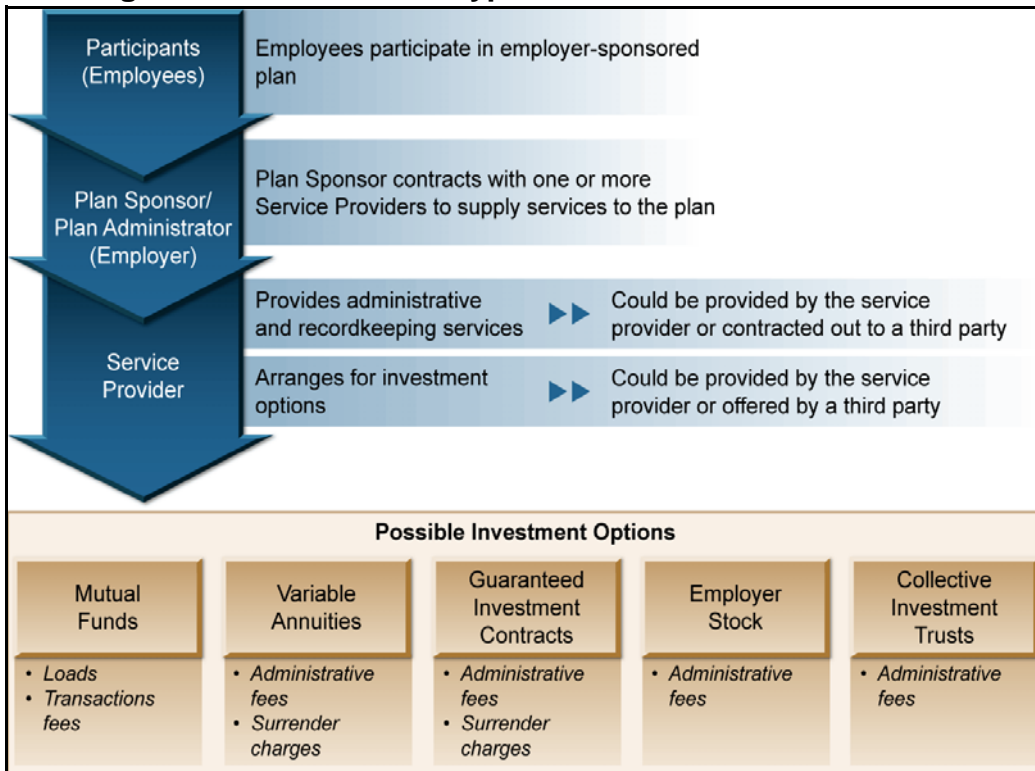 Participants
(Employees)
Employees participate in employer-sponsored
plan
Plan Sponsor/
Plan Administrator
(Employer)
Plan Sponsor contracts with one or more
Service Providers to supply services to the plan
Service
Provider
Provides administrative
and recordkeeping services
Could be provided by the service
provider or contracted out to a third party
Arranges for investment
options
Could be provided by the service
provider or offered by a third party
Possible Investment Options
Mutual
Funds
• Loads
• Transactions
fees
Variable
Annuities
• Administrative
fees
• Surrender
charges
Guaranteed
Investment
Contracts
• Administrative
fees
• Surrender
charges
Employer
Stock
• Administrative
fees
Collective
Investment
Trusts
• Administrative
fees